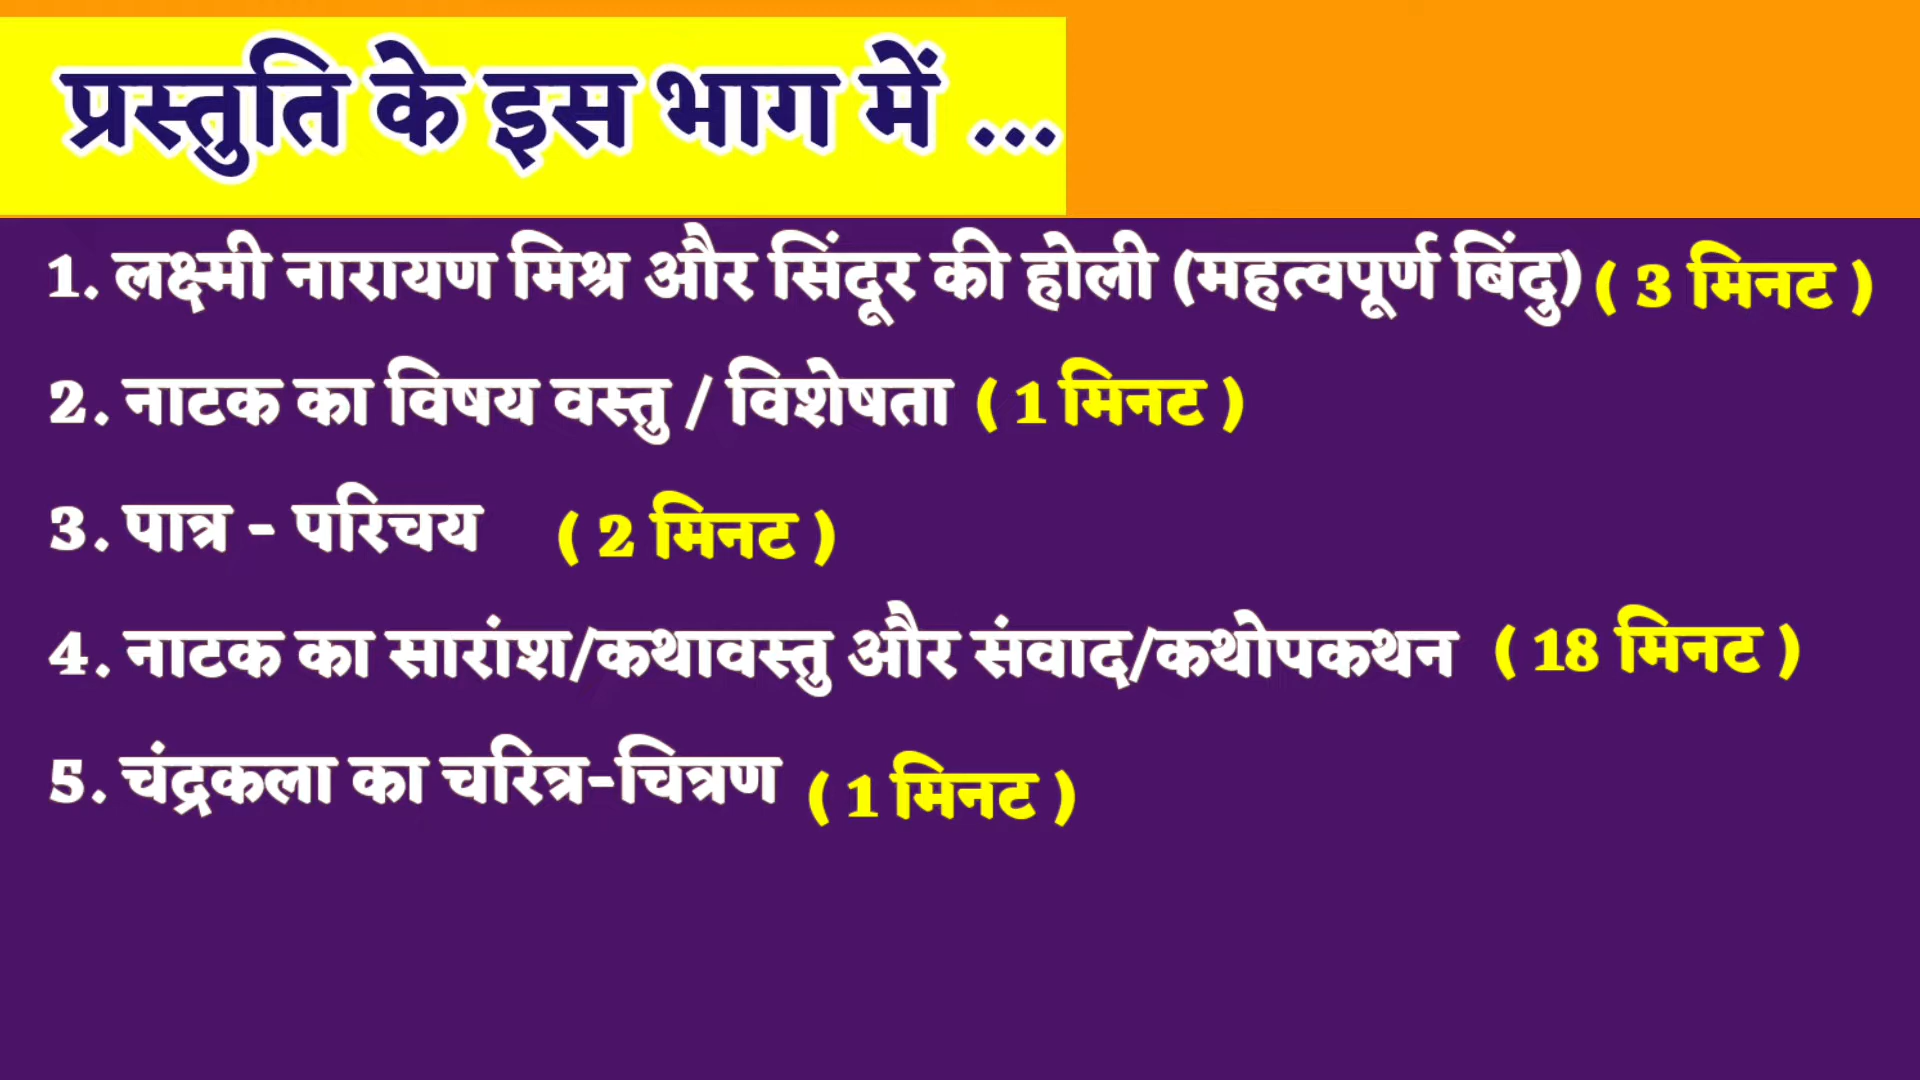 प्रस्तुति के इस भाग में ...
1. लक्ष्मी नारायण मिश्र और सिंदूर की होली (महत्वपूर्ण बिंदु) ( 3 मिनट )
2. नाटक का विषय वस्तु / विशेषता ( 1 मिनट )
3. पात्र - परिचय ( 2 मिनट )
4. नाटक का सारांश/कथावस्तु और संवाद/कथोपकथन ( 18 मिनट )
5. चंद्रकला का चरित्र-चित्रण ( 1 मिनट )